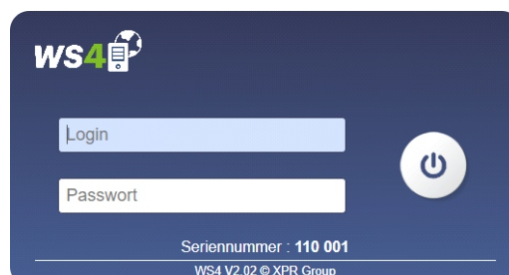 WS4
Login
Passwort
Seriennummer : 110 001
WS4 V2.02 © XPR Group